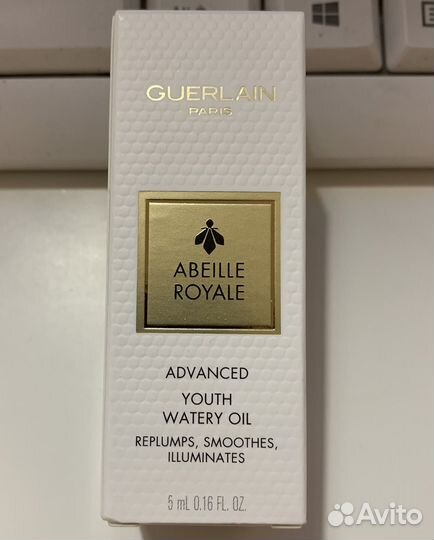 GUERLAIN
PARIS
ABEILLE
ROYALE
ADVANCED
YOUTH
WATERY OIL
REPLUMPS, SMOOTHES,
ILLUMINATES
5 mL 0.16 FL. OZ.
Avito